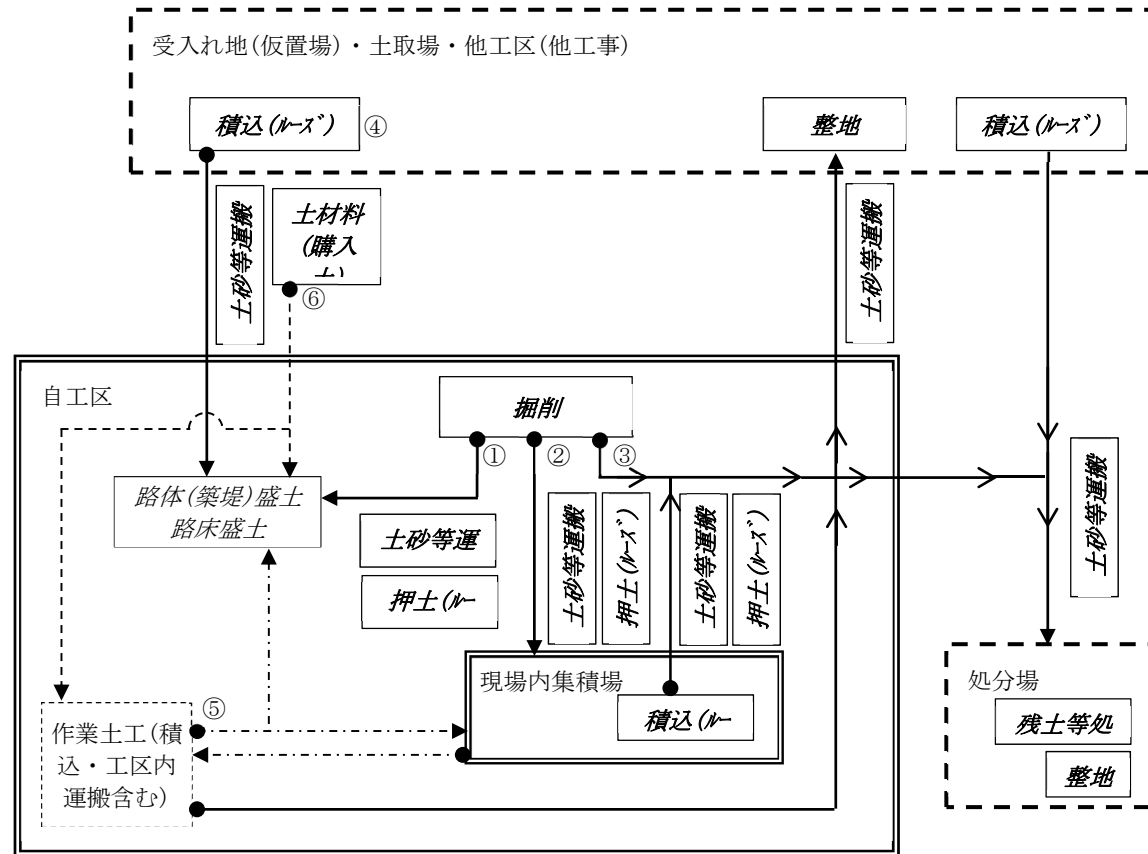 受入れ地(仮置場)・土取場・他工区(他工事)
積込(ﾙｰｽﾞ)
④
整地
積込(ﾙｰｽﾞ)
土砂等運搬
土材料
(購入
⑥
土砂等運搬
自工区
掘削
①
②
③
路体(築堤)盛土
路床盛土
土砂等運
押土(ﾙｰ
土砂等運搬
押土(ﾙｰｽﾞ)
土砂等運搬
押土(ﾙｰｽﾞ)
土砂等運搬
現場内集積場
積込(ﾙｰ
処分場
残土等処
整地
⑤
作業土工(積
込・工区内
運搬含む)